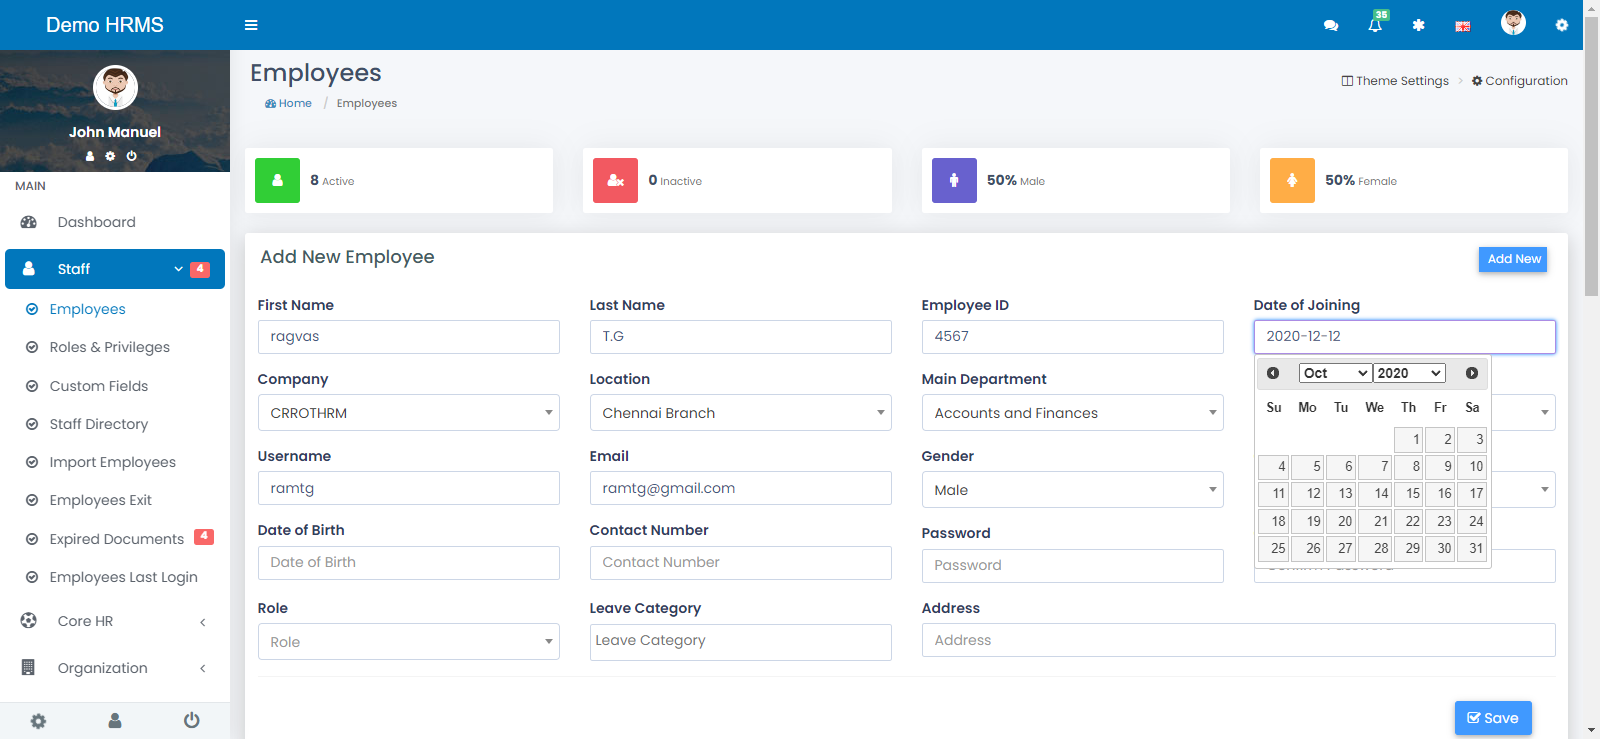 Demo HRMS
35
John Manuel
MAIN
Dashboard
Staff 4
Employees
Roles & Privileges
Custom Fields
Staff Directory
Import Employees
Employees Exit
Expired Documents 4
Employees Last Login
Core HR
Organization
Employees
Home / Employees
Theme Settings > Configuration
8 Active
0 Inactive
50% Male
50% Female
Add New Employee
Add New
First Name Last Name Employee ID Date of Joining
ragvas T.G 4567 2020-12-12
Company Location Main Department
CRROTHRM Chennai Branch Accounts and Finances
Username Email Gender
ramtg ramtg@gmail.com Male
Date of Birth Contact Number Password
Date of Birth Contact Number Password
Role Leave Category Address
Role Leave Category Address
Oct 2020
Su Mo Tu We Th Fr Sa
1 2 3
4 5 6 7 8 9 10
11 12 13 14 15 16 17
18 19 20 21 22 23 24
25 26 27 28 29 30 31
Save